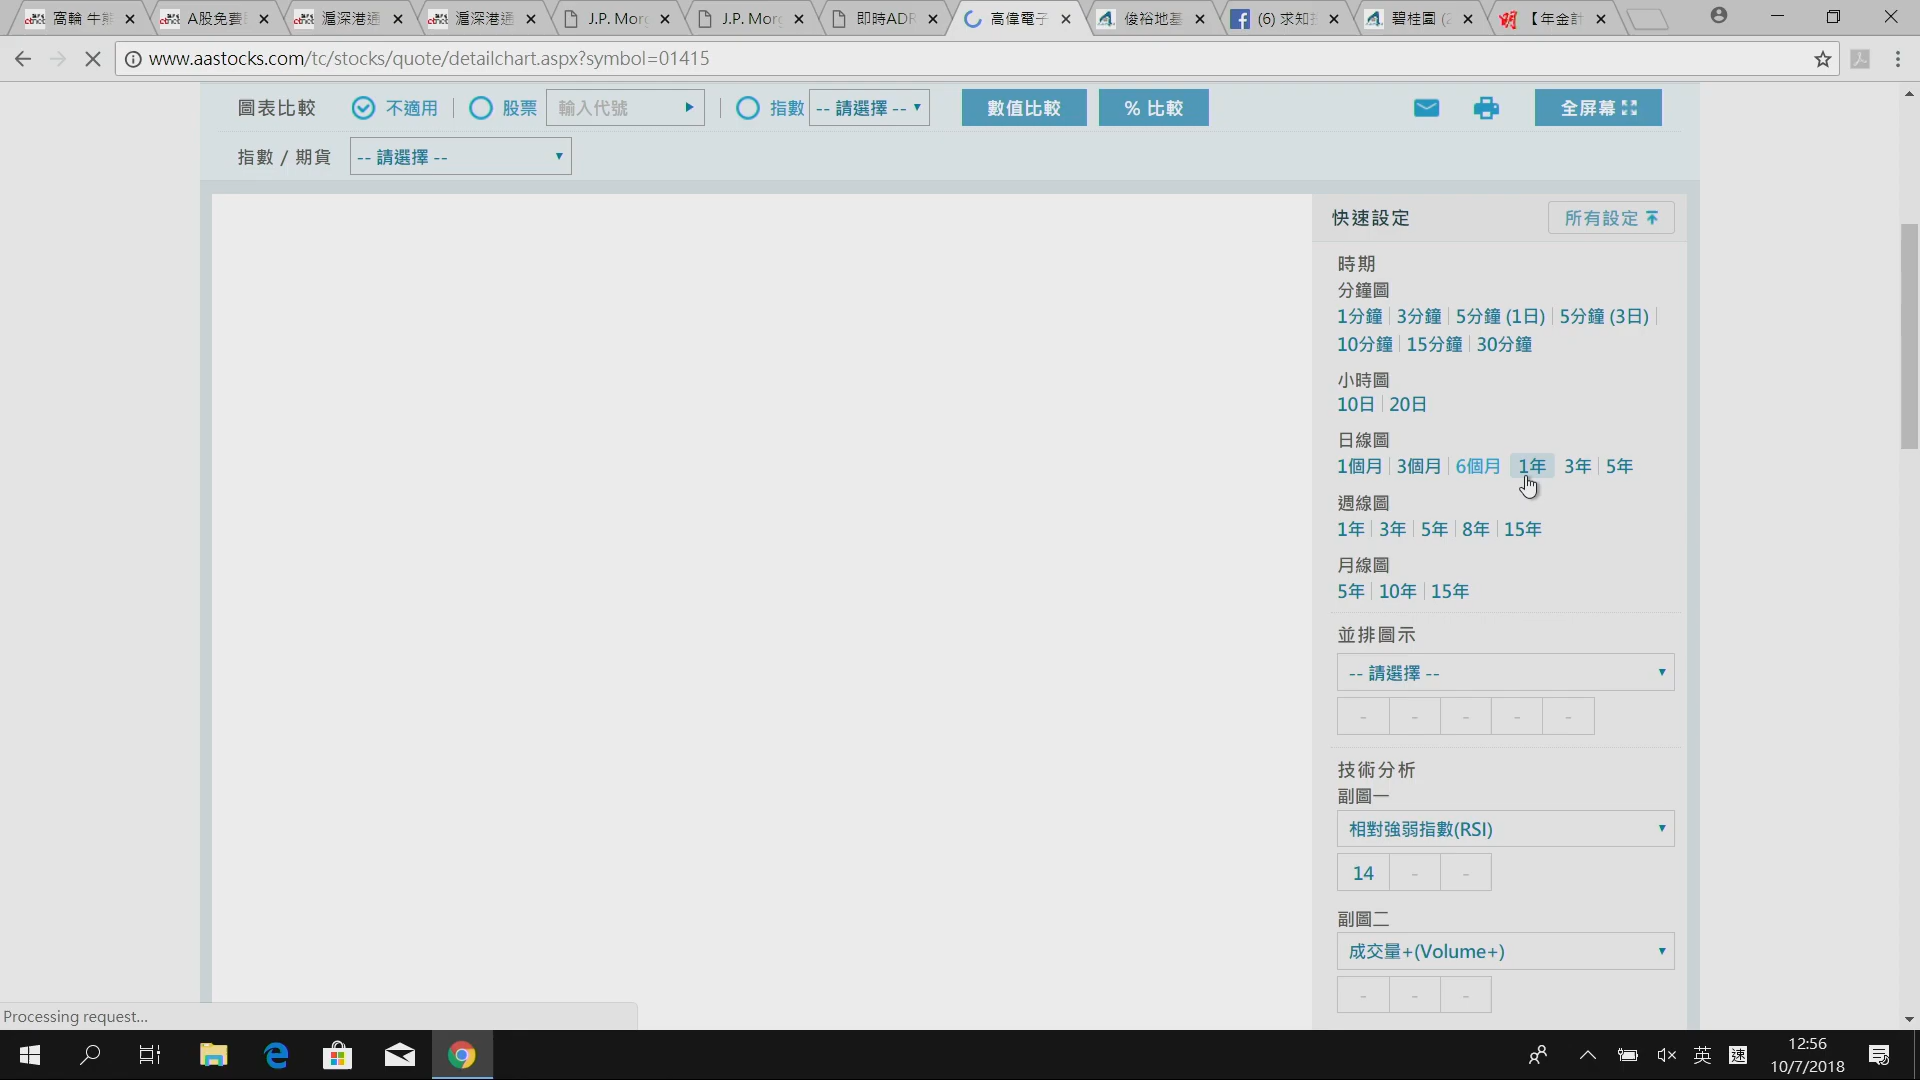 窩輪 牛熊
A股免費
滬深港通
滬深港通
J.P. Morg
J.P. Morg
即時ADR
高偉電子
俊裕地基
(6) 求知投
碧桂園 (2
【年金計
www.aastocks.com/tc/stocks/quote/detailchart.aspx?symbol=01415
圖表比較 不適用 股票 輸入代號 指數 -- 請選擇 -- 數值比較 % 比較 全屏幕
指數 / 期貨 -- 請選擇 --
快速設定 所有設定
時期
分鐘圖
1分鐘 3分鐘 5分鐘 (1日) 5分鐘 (3日)
10分鐘 15分鐘 30分鐘
小時圖
10日 20日
日線圖
1個月 3個月 6個月 1年 3年 5年
週線圖
1年 3年 5年 8年 15年
月線圖
5年 10年 15年
並排圖示
-- 請選擇 --
- - - - -
技術分析
副圖一
相對強弱指數(RSI)
14 - -
副圖二
成交量+(Volume+)
- - -
Processing request...
英 速
12:56
10/7/2018